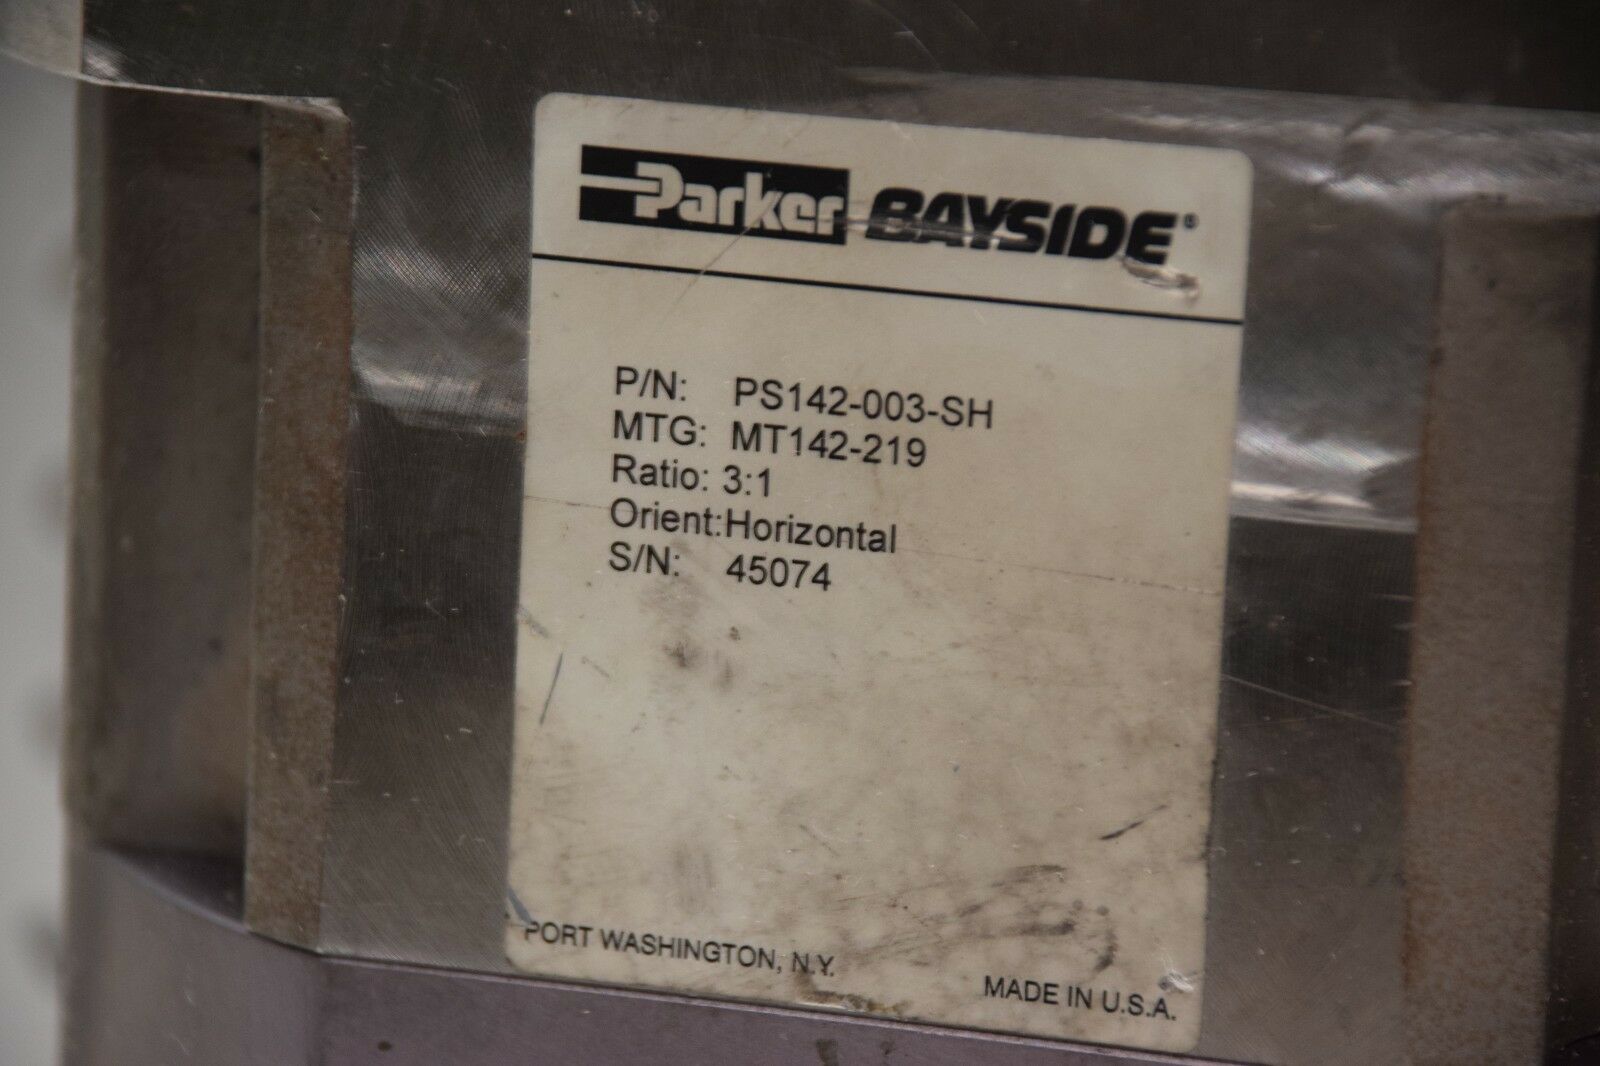 Parker BAYSIDE®
P/N: PS142-003-SH
MTG: MT142-219
Ratio: 3:1
Orient:Horizontal
S/N: 45074
PORT WASHINGTON, N.Y.
MADE IN U.S.A.